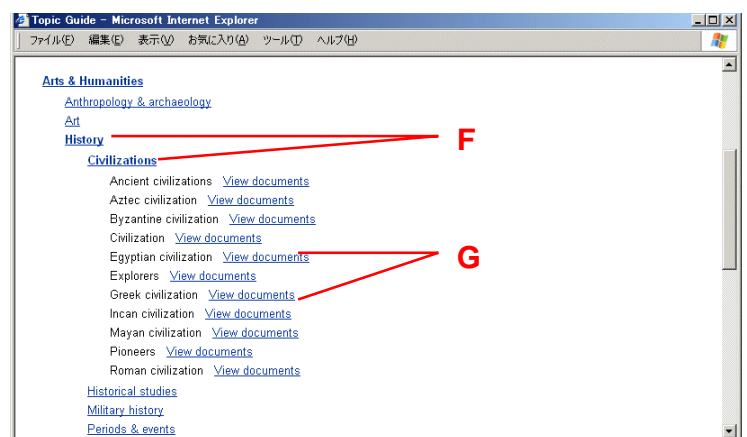 Topic Guide - Microsoft Internet Explorer
ファイル(F) 編集(E) 表示(V) お気に入り(A) ツール(T) ヘルプ(H)
Arts & Humanities
Anthropology & archaeology
Art
History
F
Civilizations
Ancient civilizations View documents
Aztec civilization View documents
Byzantine civilization View documents
Civilization View documents
Egyptian civilization View documents
G
Explorers View documents
Greek civilization View documents
Incan civilization View documents
Mayan civilization View documents
Pioneers View documents
Roman civilization View documents
Historical studies
Military history
Periods & events